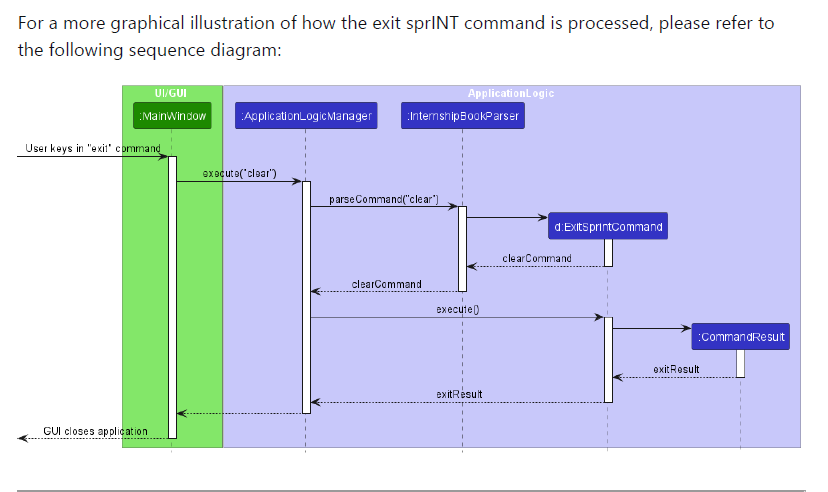 For a more graphical illustration of how the exit sprINT command is processed, please refer to
the following sequence diagram:
UI/GUI
ApplicationLogic
:MainWindow
:ApplicationLogicManager
:InternshipBookParser
User keys in "exit" command
execute("clear")
parseCommand("clear")
d:ExitSprintCommand
clearCommand
clearCommand
execute()
:CommandResult
exitResult
exitResult
GUI closes application